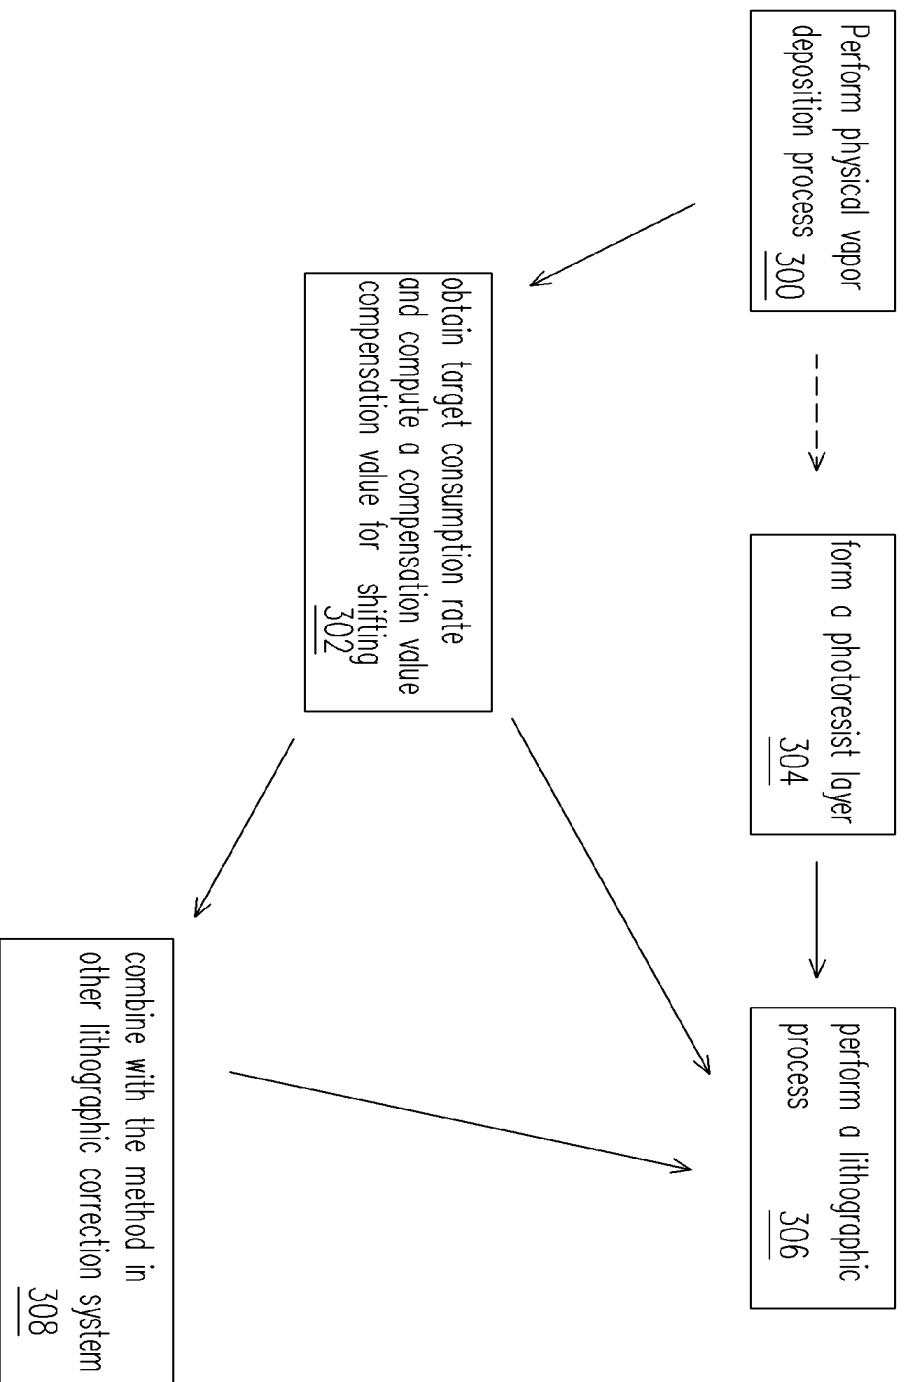 Perform physical vapor
deposition process 300
form a photoresist layer
304
perform a lithographic
process 306
obtain target consumption rate
and compute a compensation value
compensation value for shifting
302
combine with the method in
other lithographic correction system
308